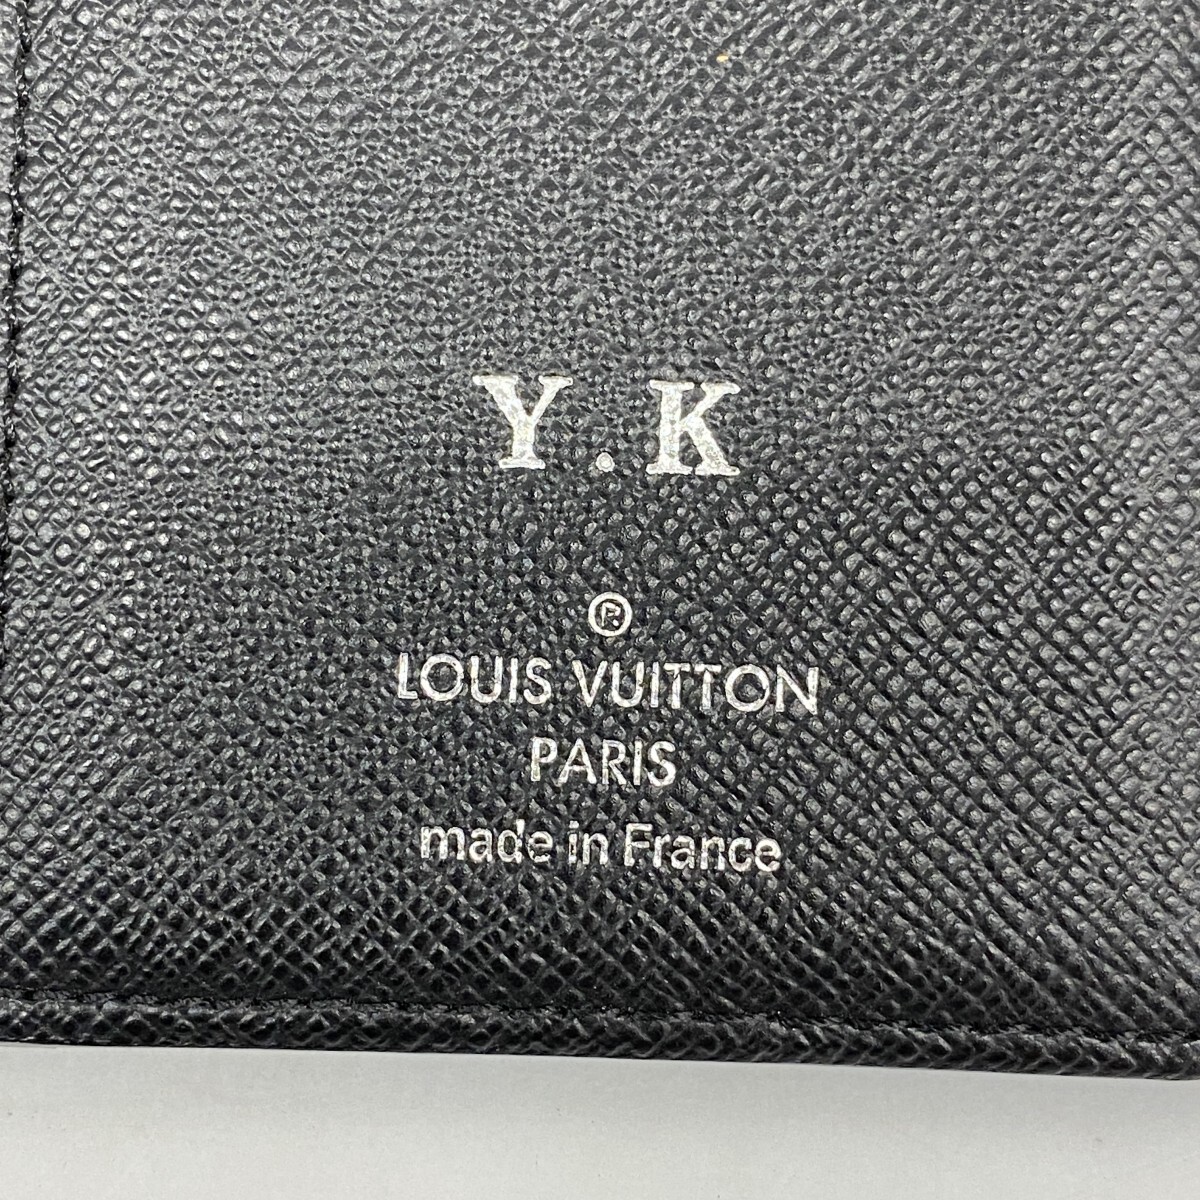 Y.K
®
LOUIS VUITTON
PARIS
made in France